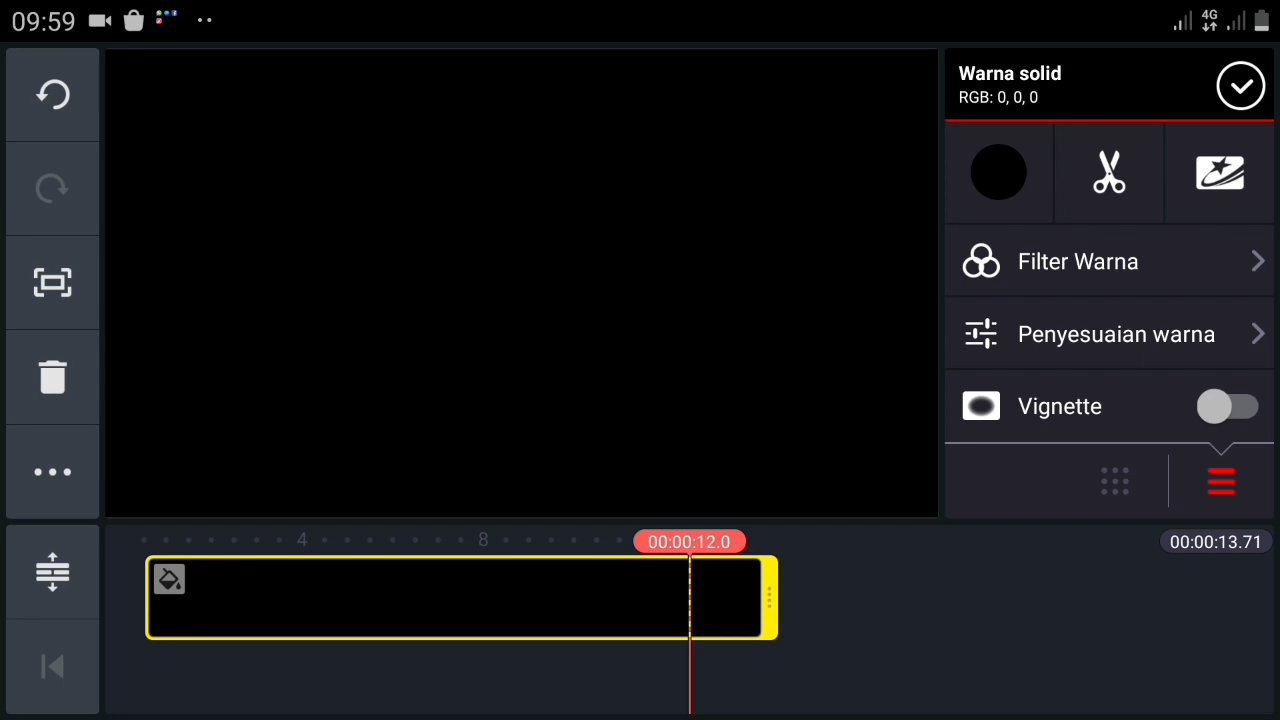 09:59
4G
Warna solid
RGB: 0, 0, 0
Filter Warna
Penyesuaian warna
Vignette
4
8
00:00:12.0
00:00:13.71